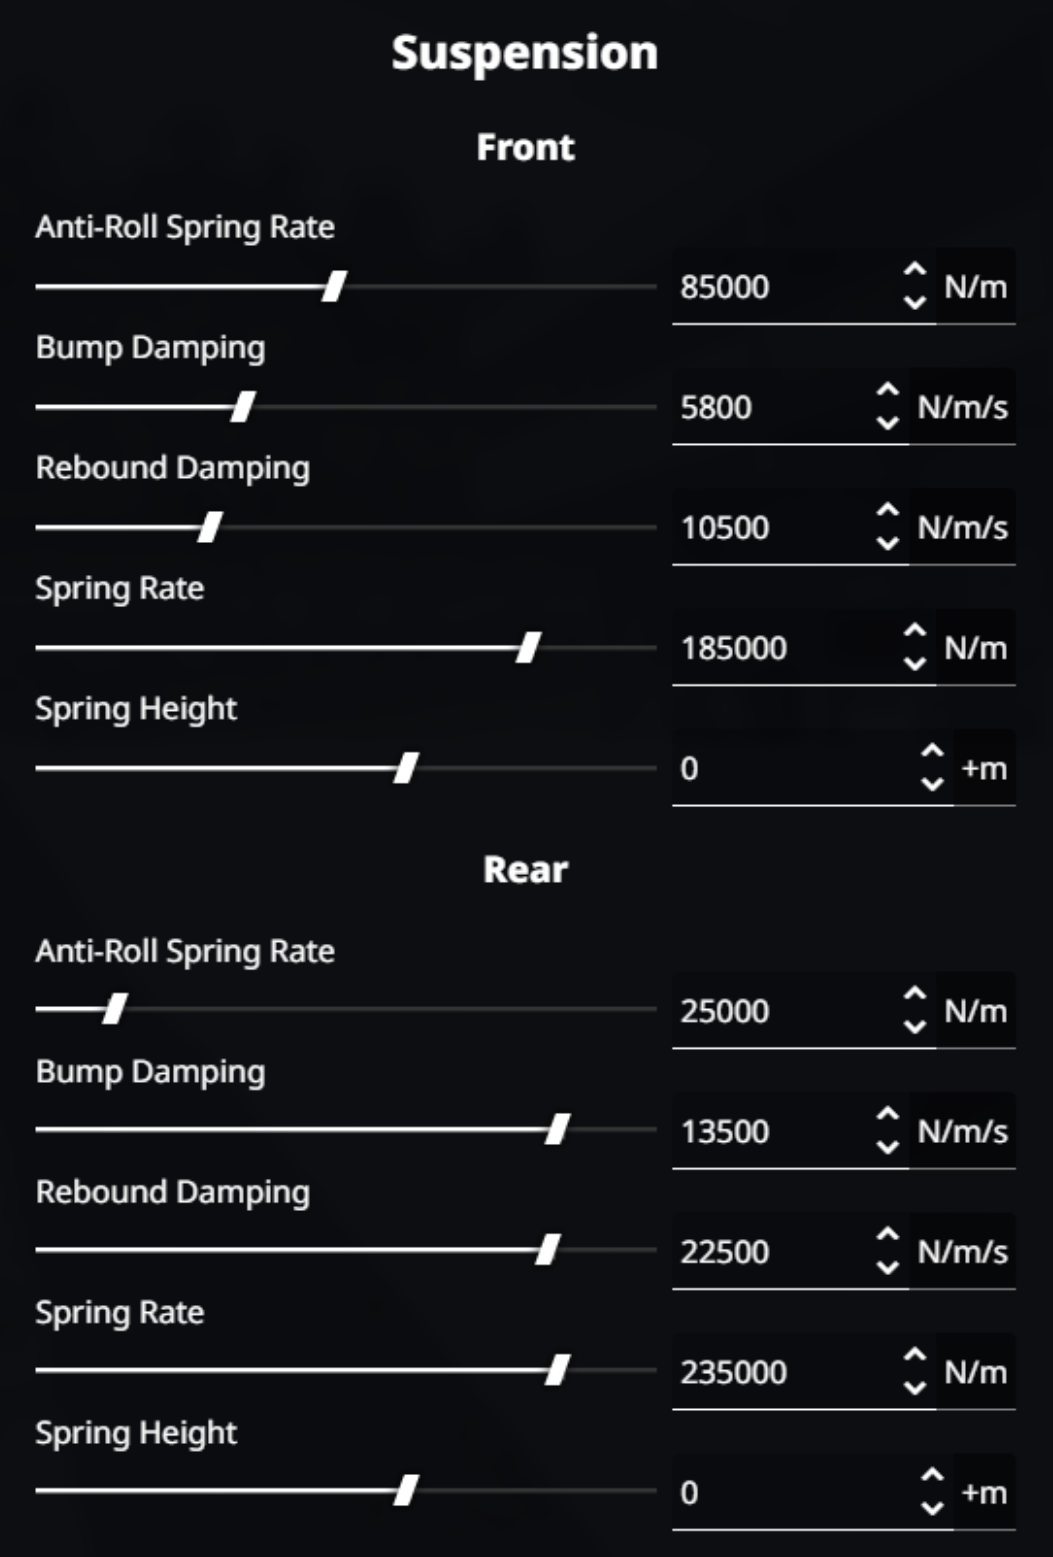 Suspension
Front
Anti-Roll Spring Rate
85000 N/m
Bump Damping
5800 N/m/s
Rebound Damping
10500 N/m/s
Spring Rate
185000 N/m
Spring Height
0 +m
Rear
Anti-Roll Spring Rate
25000 N/m
Bump Damping
13500 N/m/s
Rebound Damping
22500 N/m/s
Spring Rate
235000 N/m
Spring Height
0 +m